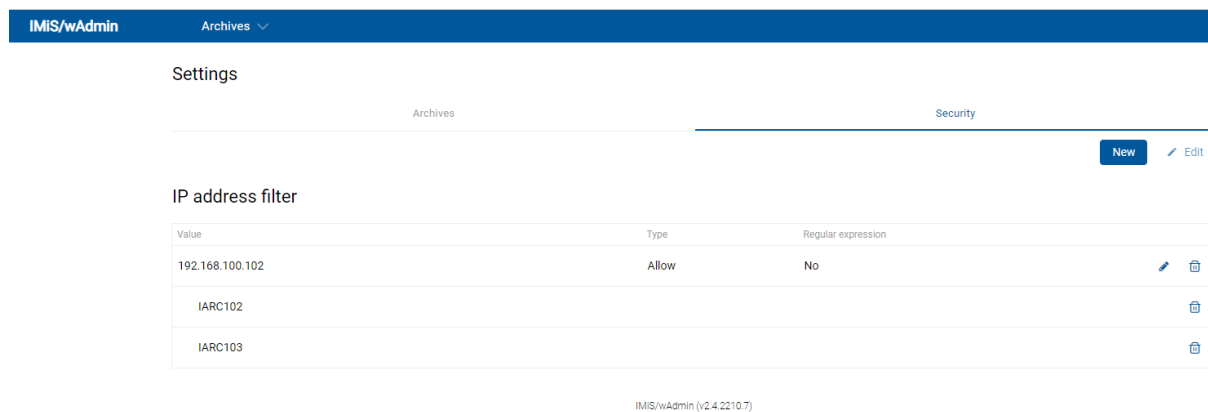 IMiS/wAdmin Archives
Settings
Archives Security
New Edit
IP address filter
Value Type Regular expression
192.168.100.102 Allow No
IARC102
IARC103
IMiS/wAdmin (v2.4.2210.7)